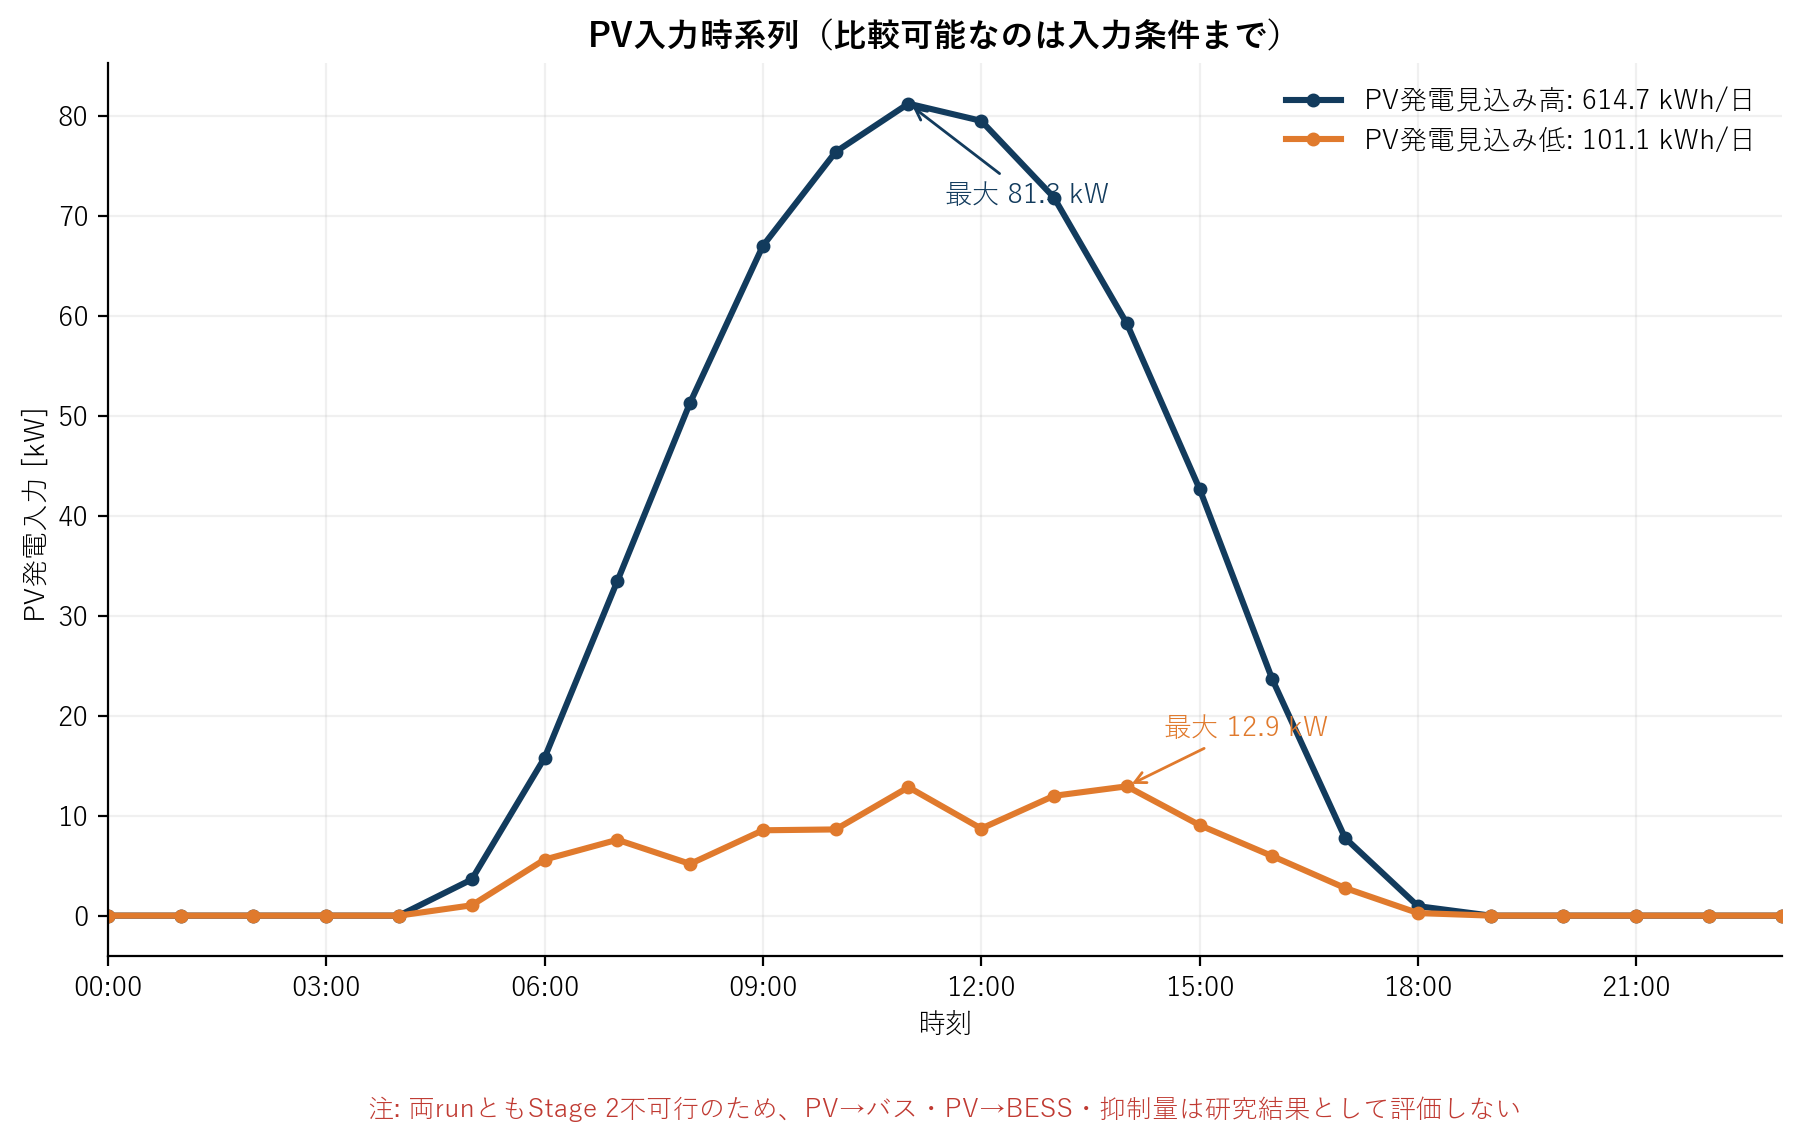 PV入力時系列（比較可能なのは入力条件まで）
PV発電見込み高: 614.7 kWh/日
PV発電見込み低: 101.1 kWh/日
最大 81.3 kW
最大 12.9 kW
PV発電入力 [kW]
80
70
60
50
40
30
20
10
0
00:00 03:00 06:00 09:00 12:00 15:00 18:00 21:00
時刻
注: 両runともStage 2不可行のため、PV→バス・PV→BESS・抑制量は研究結果として評価しない